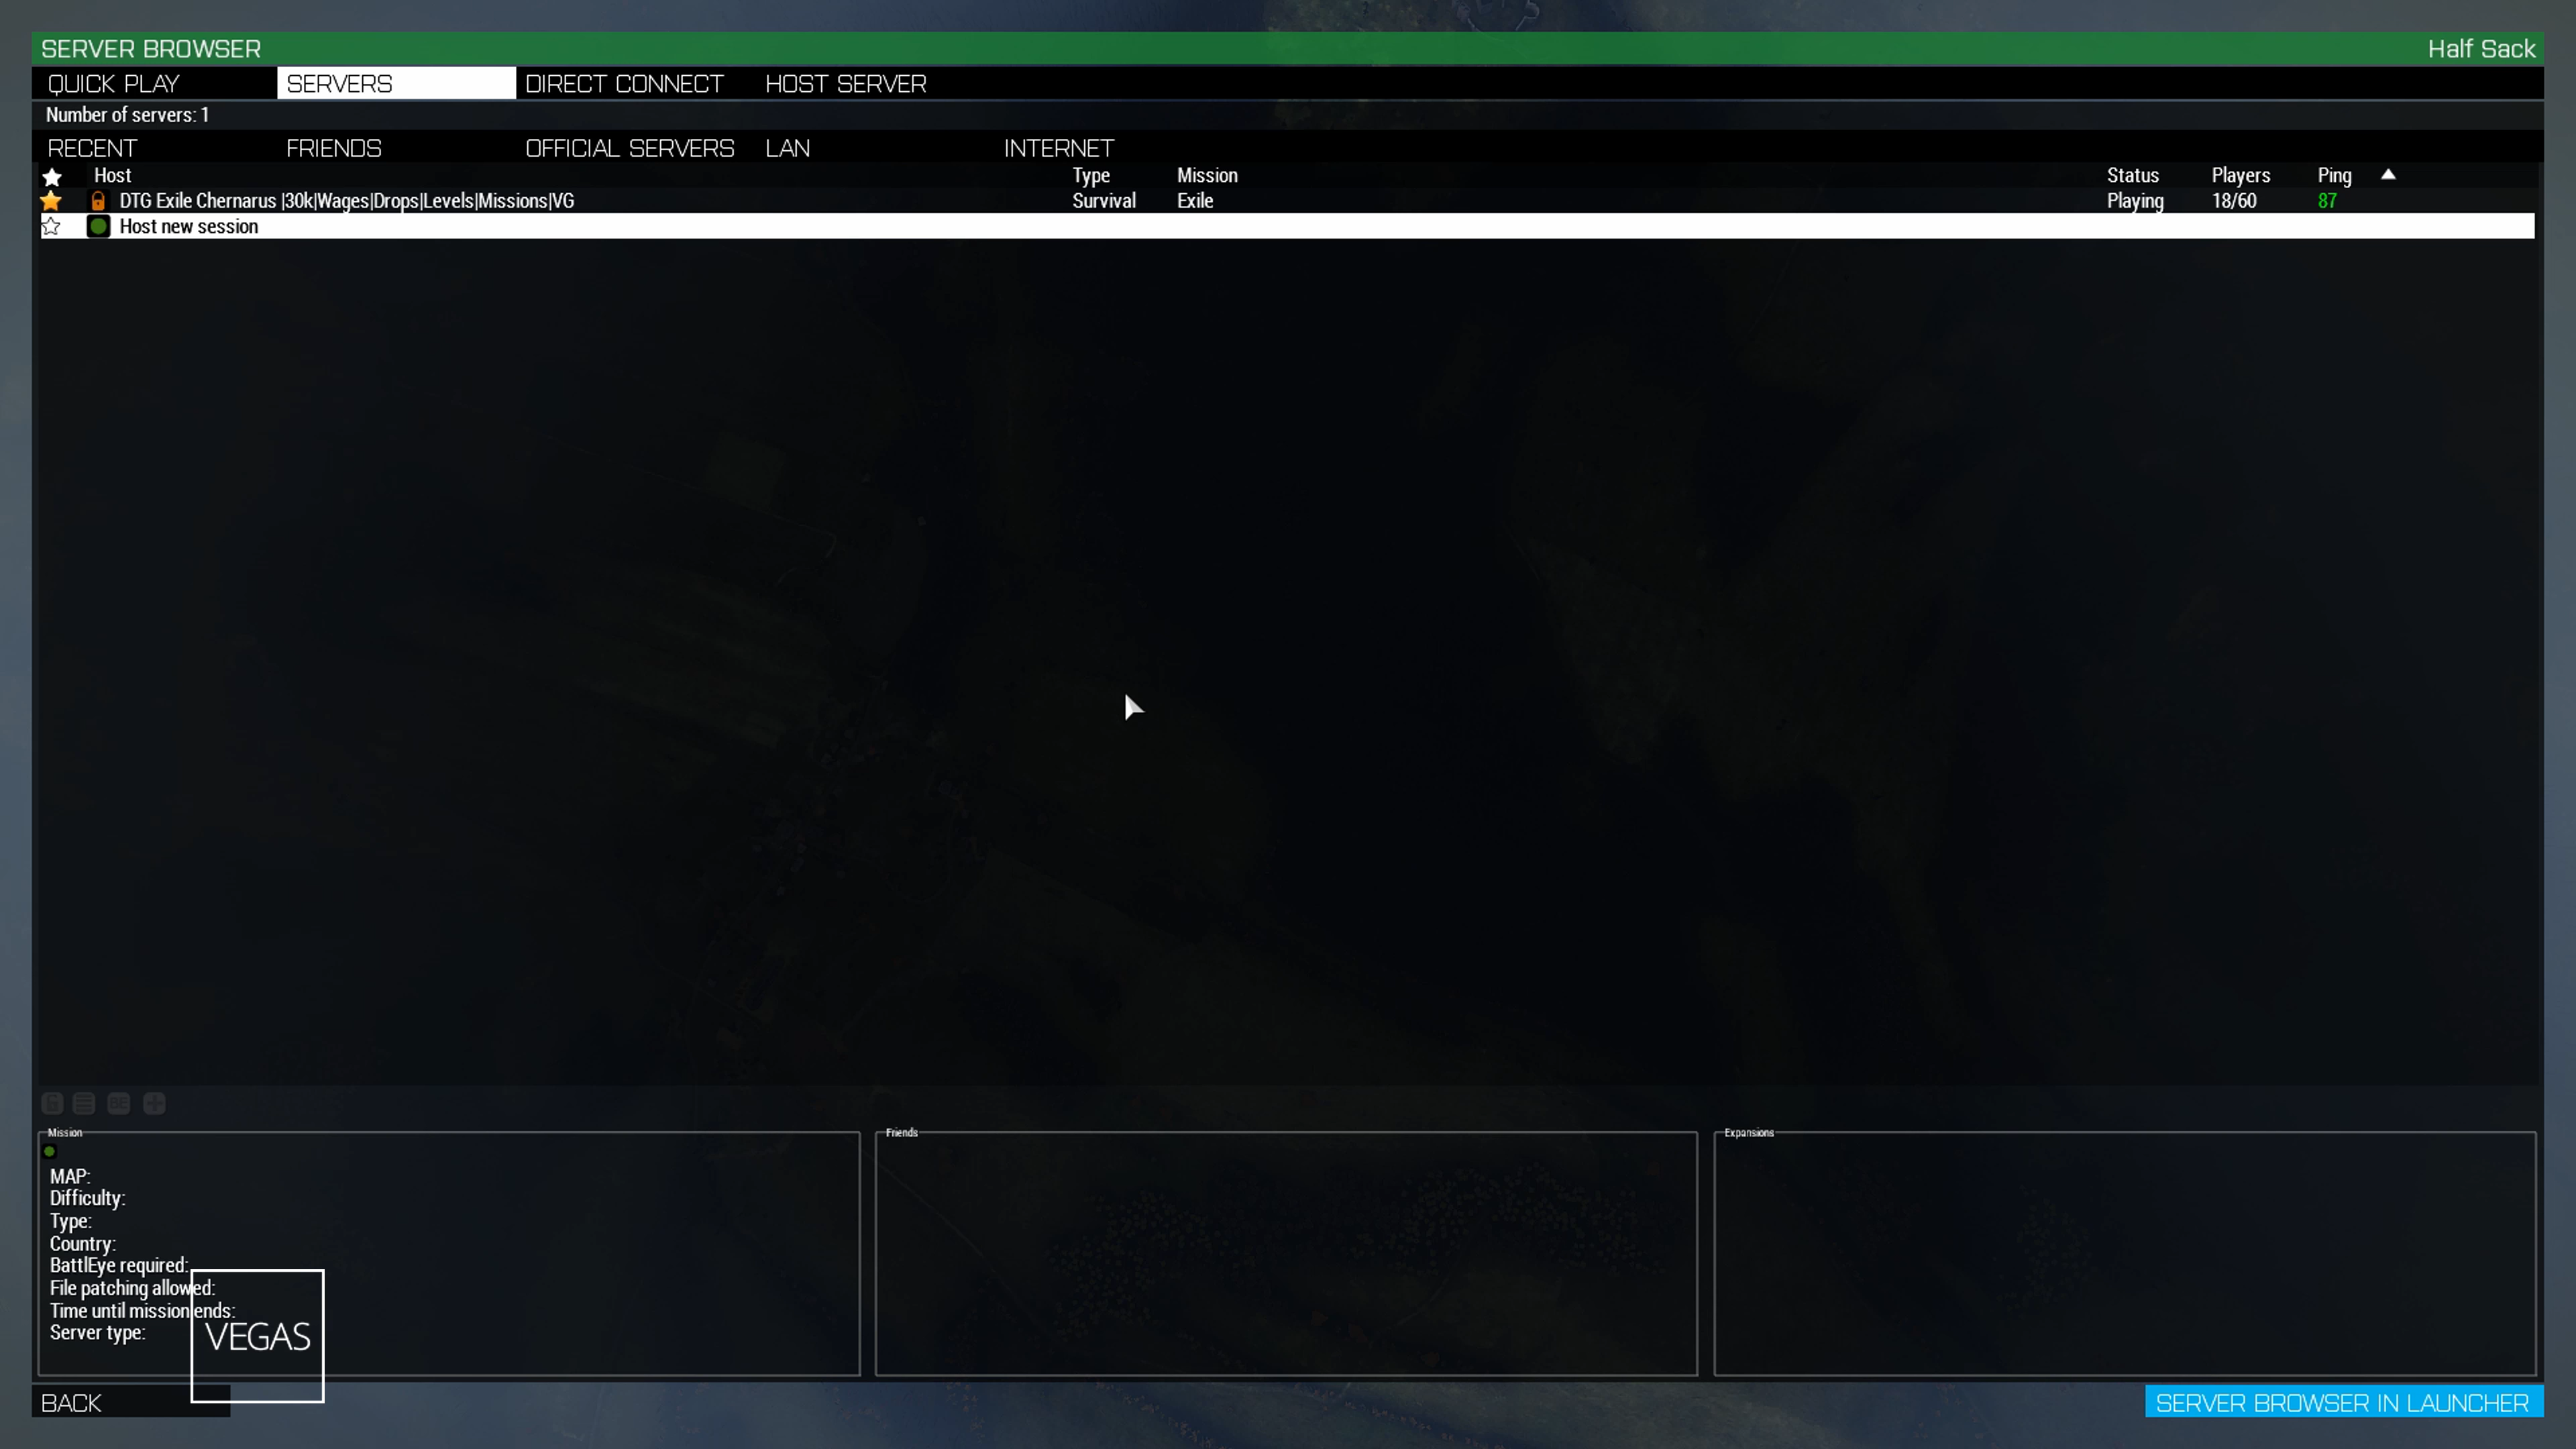 SERVER BROWSER Half Sack
QUICK PLAY SERVERS DIRECT CONNECT HOST SERVER
Number of servers: 1
RECENT FRIENDS OFFICIAL SERVERS LAN INTERNET
Host Type Mission Status Players Ping
DTG Exile Chernarus |30k|Wages|Drops|Levels|Missions|VG Survival Exile Playing 18/60 87
Host new session
BE
Mission Friends Expansions
MAP:
Difficulty:
Type:
Country:
BattlEye required:
File patching allowed:
Time until mission ends:
Server type:
VEGAS
BACK SERVER BROWSER IN LAUNCHER